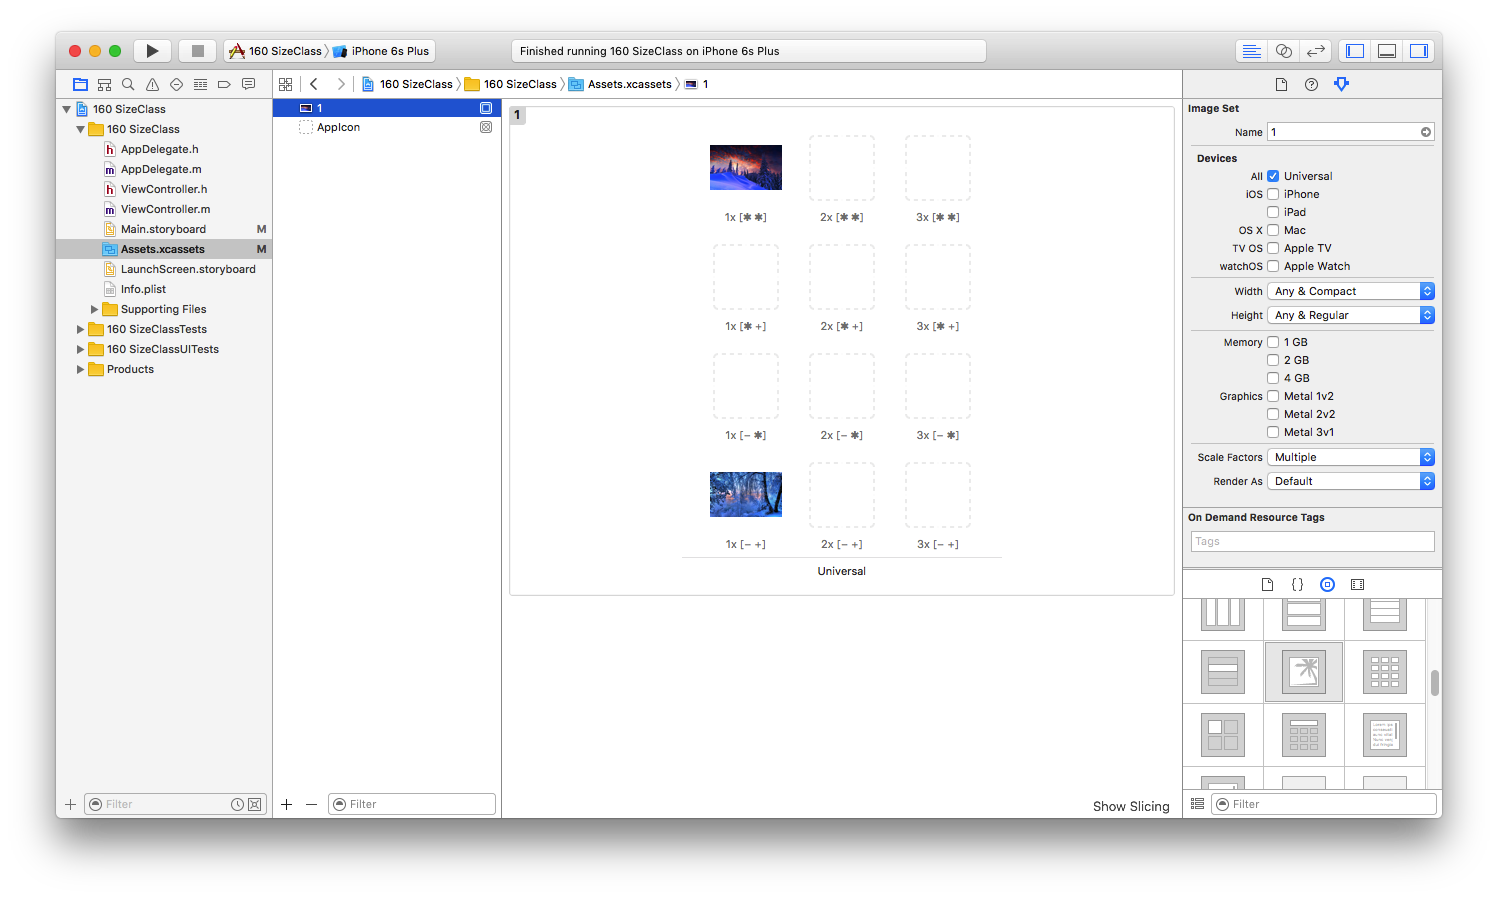 160 SizeClass iPhone 6s Plus
Finished running 160 SizeClass on iPhone 6s Plus
160 SizeClass 160 SizeClass Assets.xcassets 1
160 SizeClass
160 SizeClass
AppDelegate.h
AppDelegate.m
ViewController.h
ViewController.m
Main.storyboard M
Assets.xcassets M
LaunchScreen.storyboard
Info.plist
Supporting Files
160 SizeClassTests
160 SizeClassUITests
Products
Filter
1
AppIcon
Filter
1
1x [✱ ✱] 2x [✱ ✱] 3x [✱ ✱]
1x [✱ +] 2x [✱ +] 3x [✱ +]
1x [− ✱] 2x [− ✱] 3x [− ✱]
1x [− +] 2x [− +] 3x [− +]
Universal
Show Slicing
Image Set
Name 1
Devices
All Universal
iOS iPhone
iPad
OS X Mac
TV OS Apple TV
watchOS Apple Watch
Width Any & Compact
Height Any & Regular
Memory 1 GB
2 GB
4 GB
Graphics Metal 1v2
Metal 2v2
Metal 3v1
Scale Factors Multiple
Render As Default
On Demand Resource Tags
Tags
{}
Filter